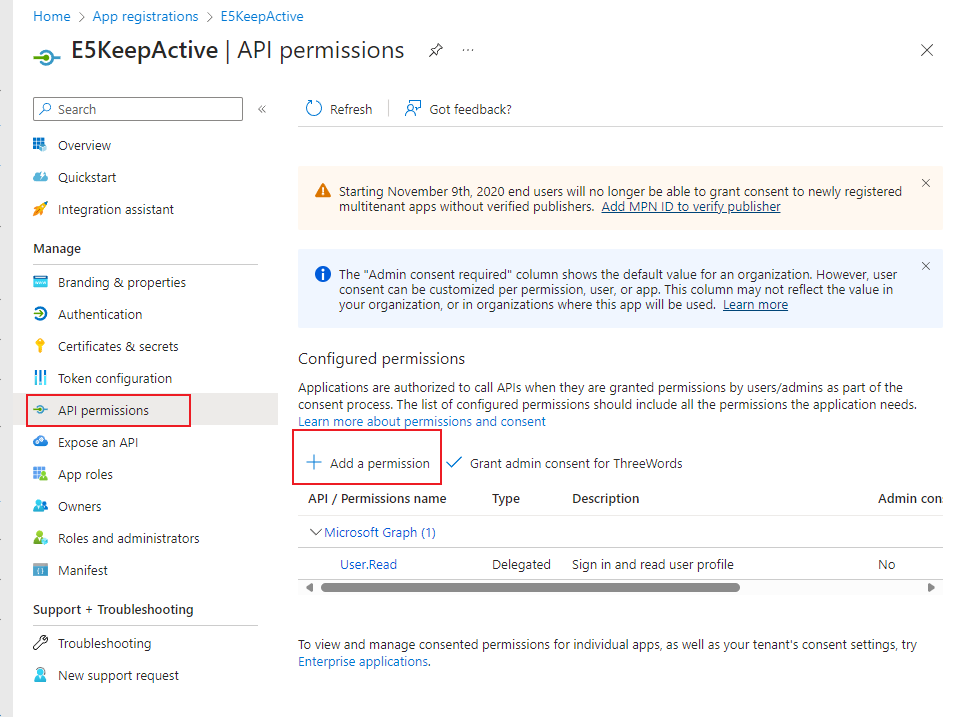 Home > App registrations > E5KeepActive
E5KeepActive | API permissions
Search
Refresh
Got feedback?
Overview
Quickstart
Integration assistant
Manage
Branding & properties
Authentication
Certificates & secrets
Token configuration
API permissions
Expose an API
App roles
Owners
Roles and administrators
Manifest
Support + Troubleshooting
Troubleshooting
New support request
Starting November 9th, 2020 end users will no longer be able to grant consent to newly registered
multitenant apps without verified publishers. Add MPN ID to verify publisher
The "Admin consent required" column shows the default value for an organization. However, user
consent can be customized per permission, user, or app. This column may not reflect the value in
your organization, or in organizations where this app will be used. Learn more
Configured permissions
Applications are authorized to call APIs when they are granted permissions by users/admins as part of the
consent process. The list of configured permissions should include all the permissions the application needs.
Learn more about permissions and consent
Add a permission
Grant admin consent for ThreeWords
API / Permissions name Type Description Admin con
Microsoft Graph (1)
User.Read Delegated Sign in and read user profile No
To view and manage consented permissions for individual apps, as well as your tenant's consent settings, try
Enterprise applications.